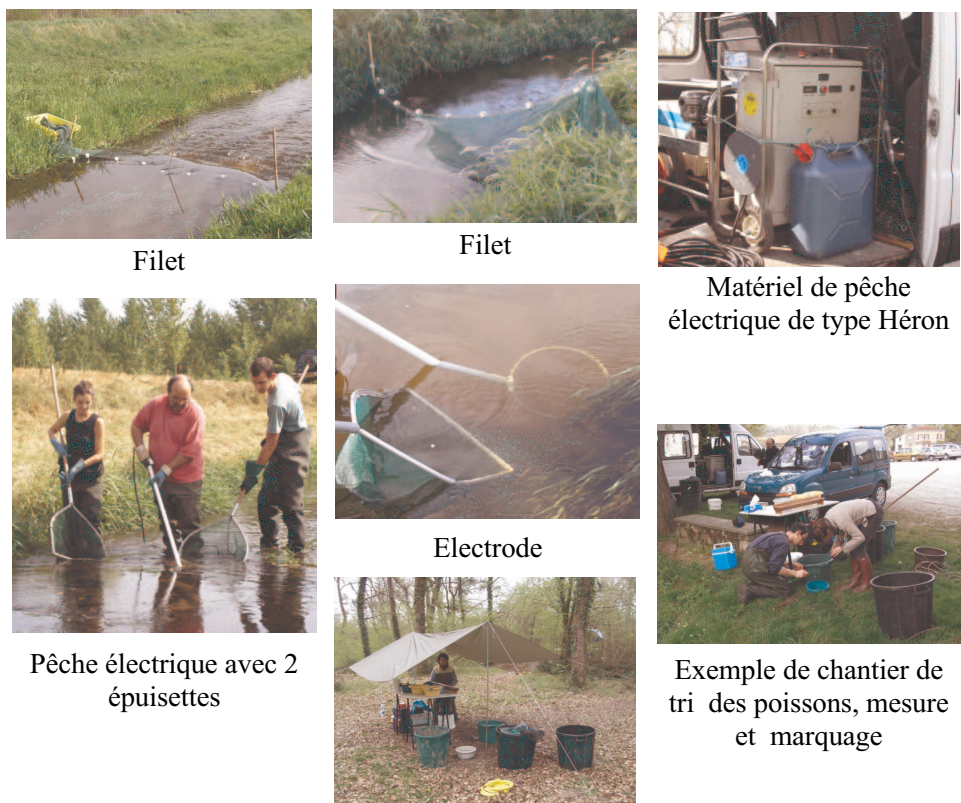 Filet
Filet
Matériel de pêche
électrique de type Héron
Electrode
Pêche électrique avec 2
épuisettes
Exemple de chantier de
tri des poissons, mesure
et marquage